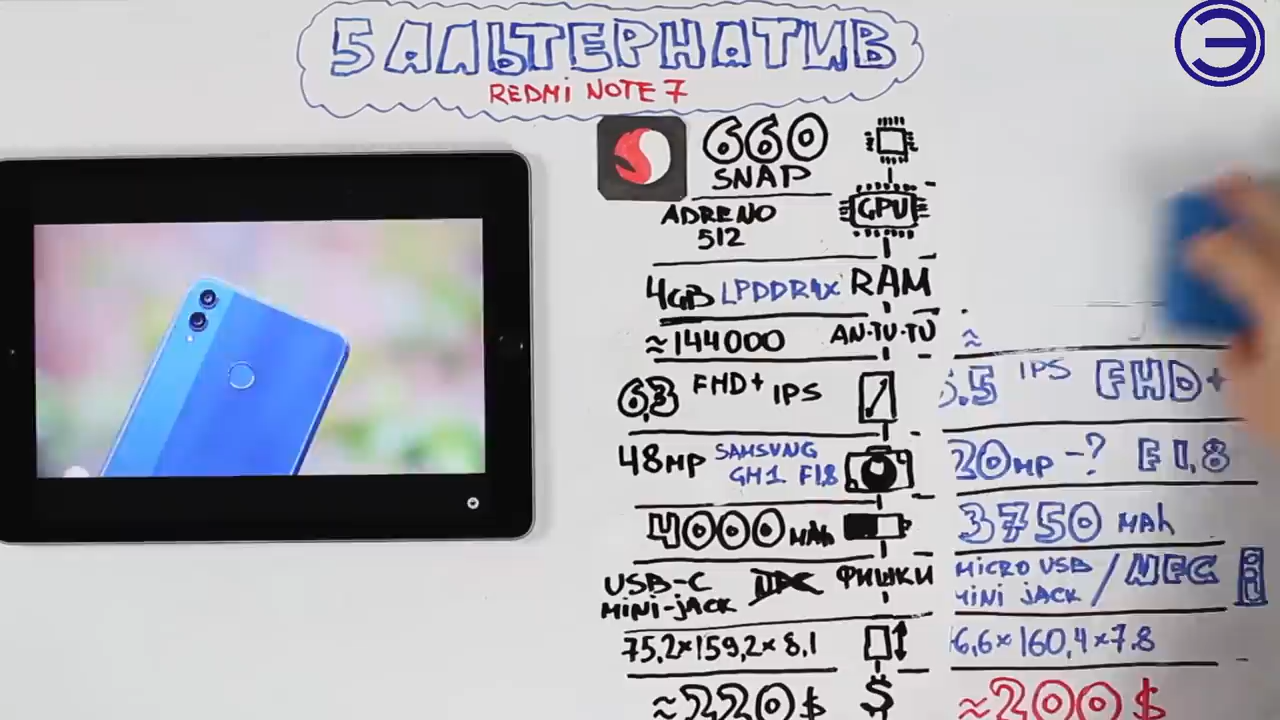 5 АЛЬТЕРНАТИВ
REDMI NOTE 7
Э
660
SNAP
ADRENO
512
GPU
4GB LPDDR4X RAM
≈144000 AN-TU-TU
≈
6,3 FHD+ IPS
.5 IPS FHD+
48MP SAMSUNG
GM1 F1.8
20MP -? F1,8
4000 MAh
3750 MAh
USB-C NFC ФИШКИ
MINI-JACK
MICRO USB / NFC
MINI JACK
75,2×159,2×8,1
6,6×160,4×7.8
≈220$ $ ≈200$